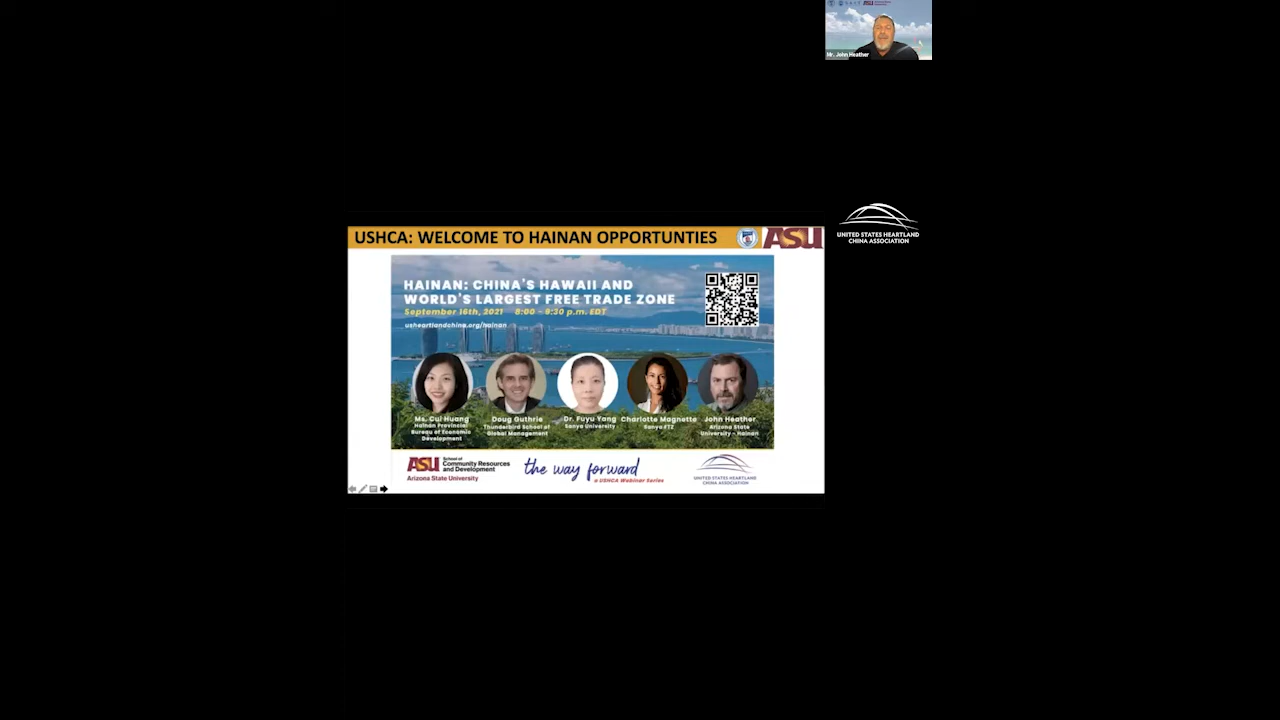 ASU
Mr. John Heather
UNITED STATES HEARTLAND
CHINA ASSOCIATION
USHCA: WELCOME TO HAINAN OPPORTUNTIES
ASU
HAINAN: CHINA'S HAWAII AND
WORLD'S LARGEST FREE TRADE ZONE
September 16th, 2021 8:00 - 9:30 p.m. EDT
usheartlandchina.org/hainan
Ms. Cui Huang
Hainan Provincial
Bureau of Economic
Development
Doug Guthrie
Thunderbird School of
Global Management
Dr. Fuyu Yang
Sanya University
Charlotte Magnette
Sanya FTZ
John Heather
Arizona State
University - Hainan
ASU School of
Community Resources
and Development
Arizona State University
the way forward
a USHCA Webinar Series
UNITED STATES HEARTLAND
CHINA ASSOCIATION